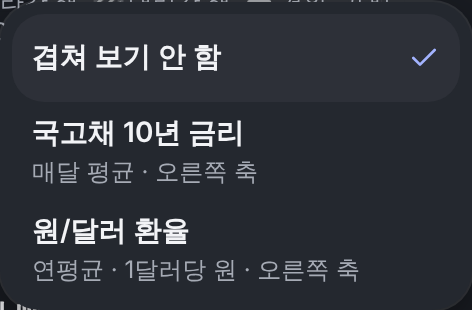 겹쳐 보기 안 함
국고채 10년 금리
매달 평균 · 오른쪽 축
원/달러 환율
연평균 · 1달러당 원 · 오른쪽 축